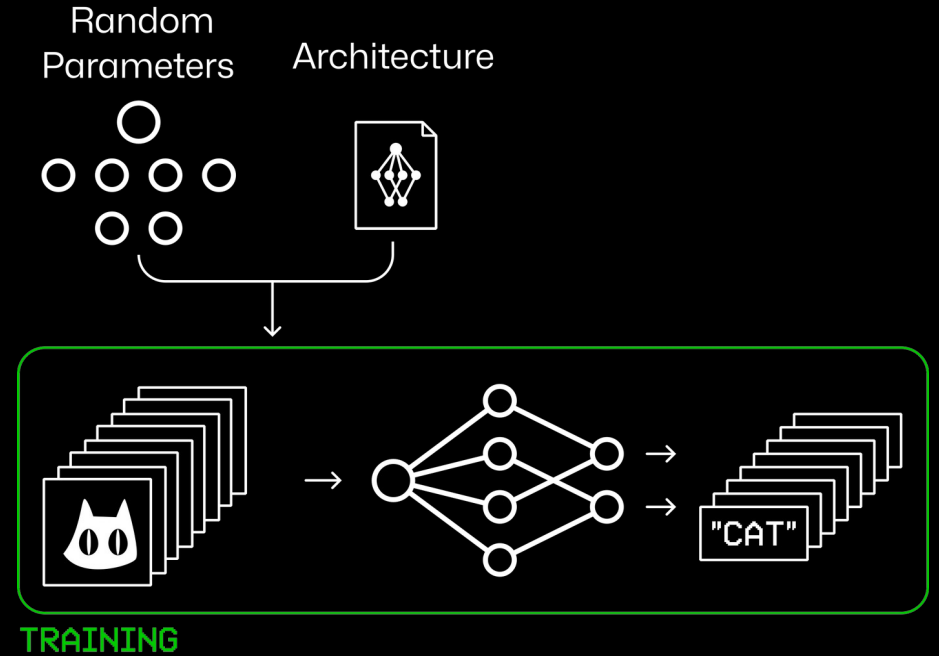 Random
Parameters
Architecture
"CAT"
TRAINING